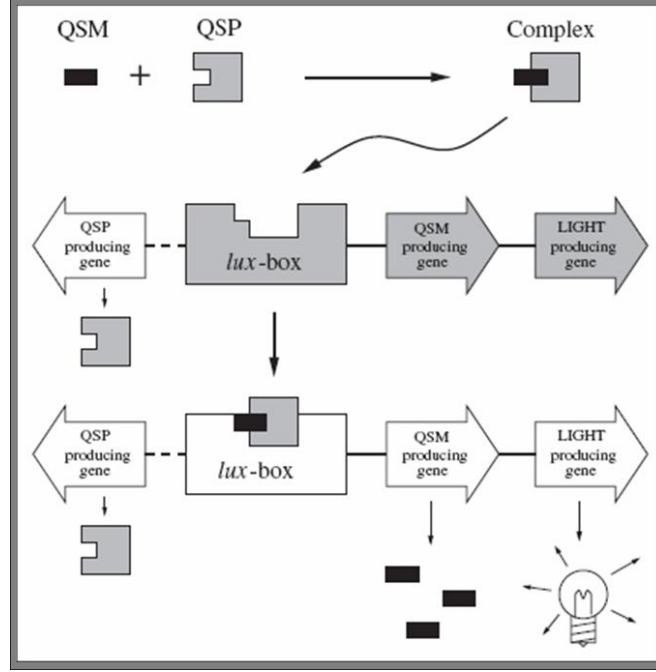 QSM
QSP
Complex
+
QSP
producing
gene
lux-box
QSM
producing
gene
LIGHT
producing
gene
QSP
producing
gene
lux-box
QSM
producing
gene
LIGHT
producing
gene